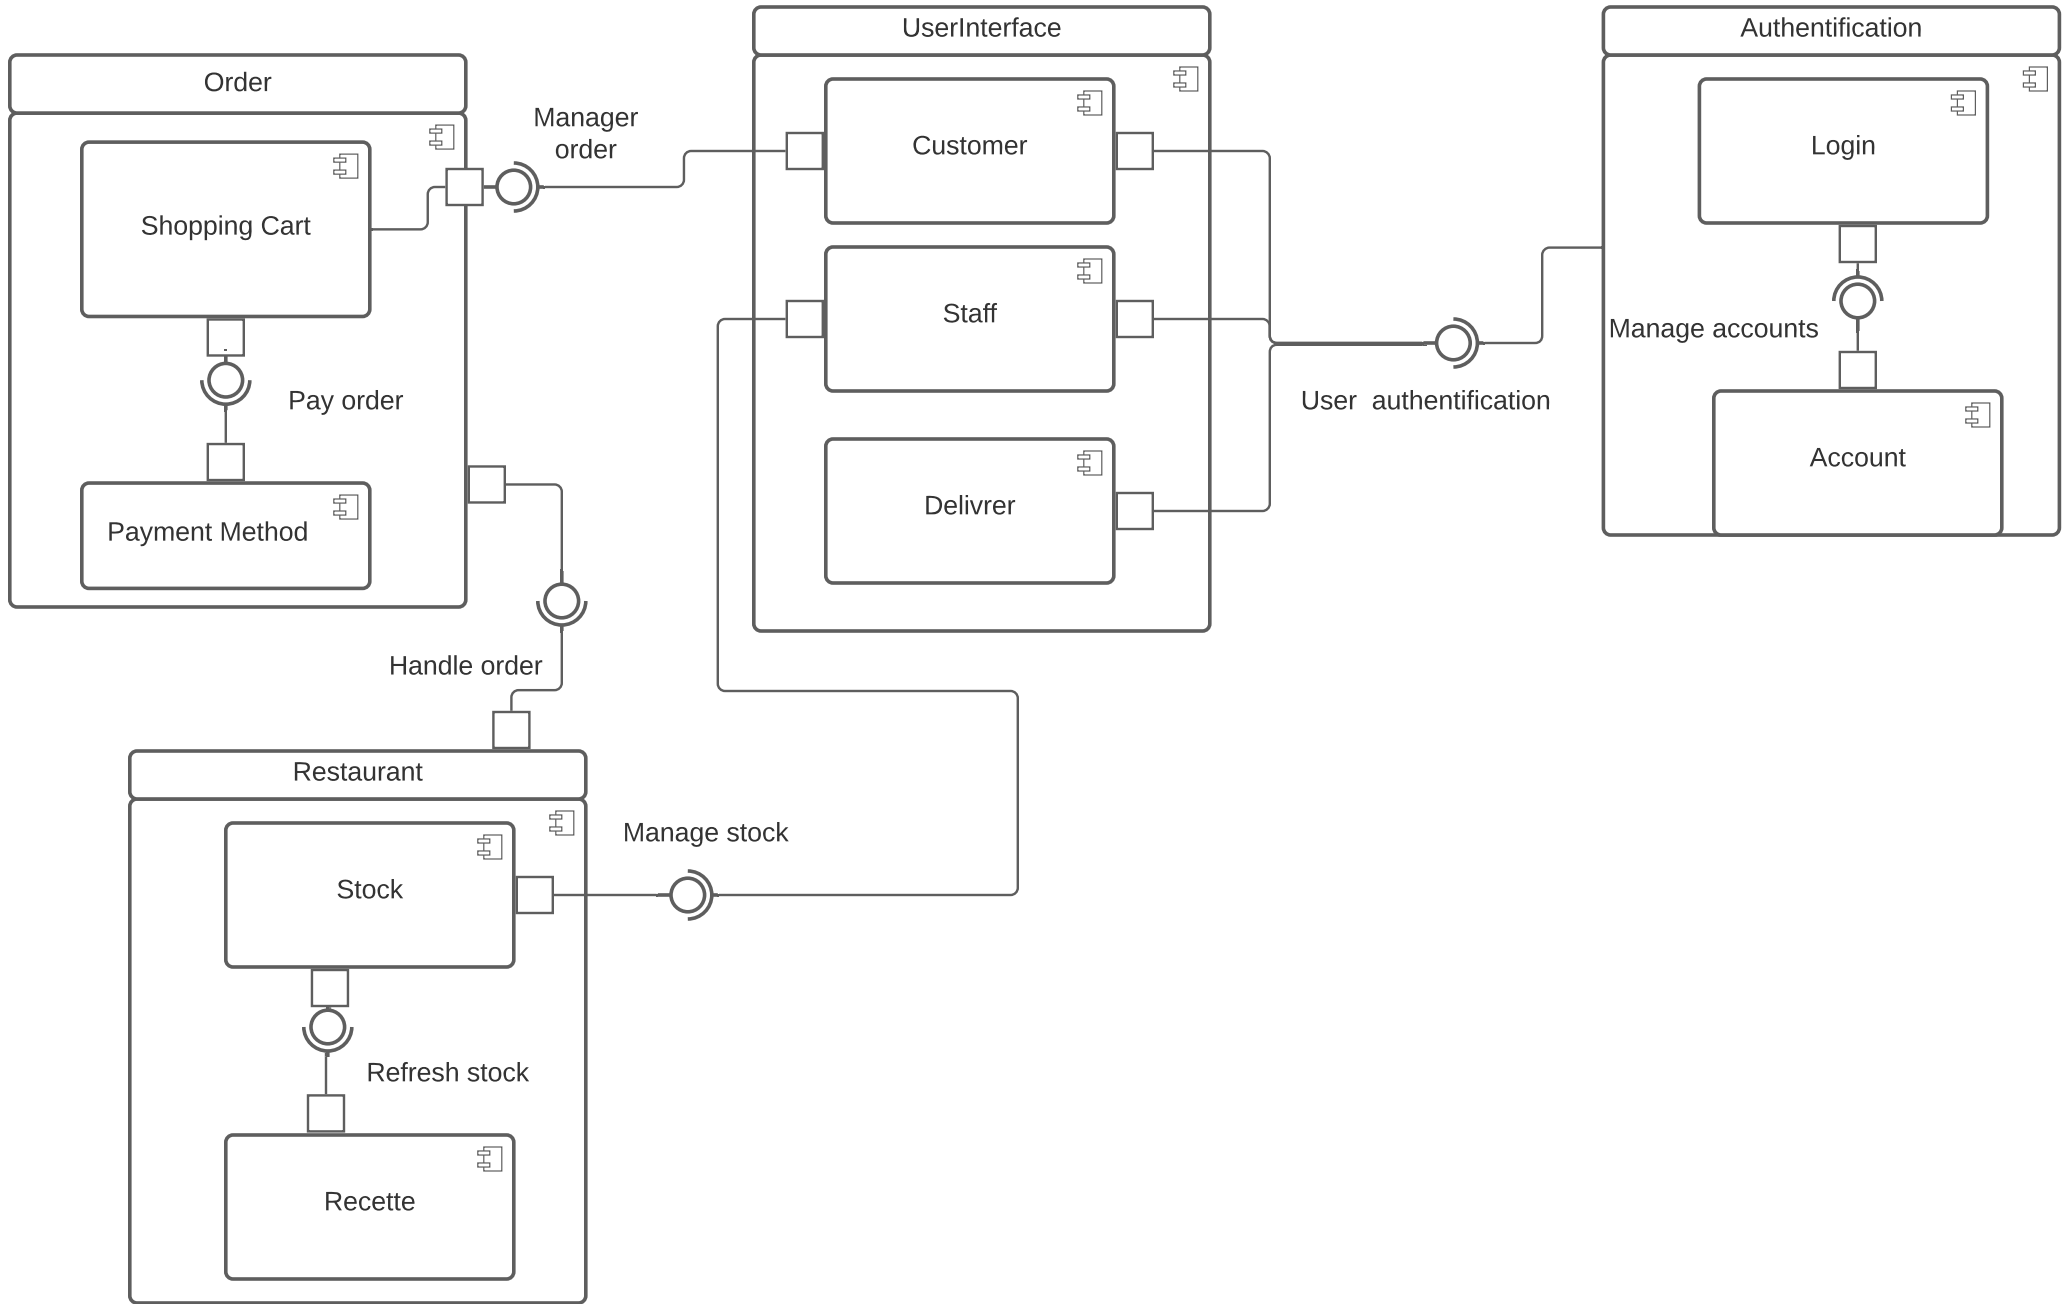 UserInterface
Authentification
Order
Manager
order
Customer
Login
Shopping Cart
Staff
Manage accounts
Pay order
User  authentification
Account
Delivrer
Payment Method
Handle order
Restaurant
Manage stock
Stock
Refresh stock
Recette